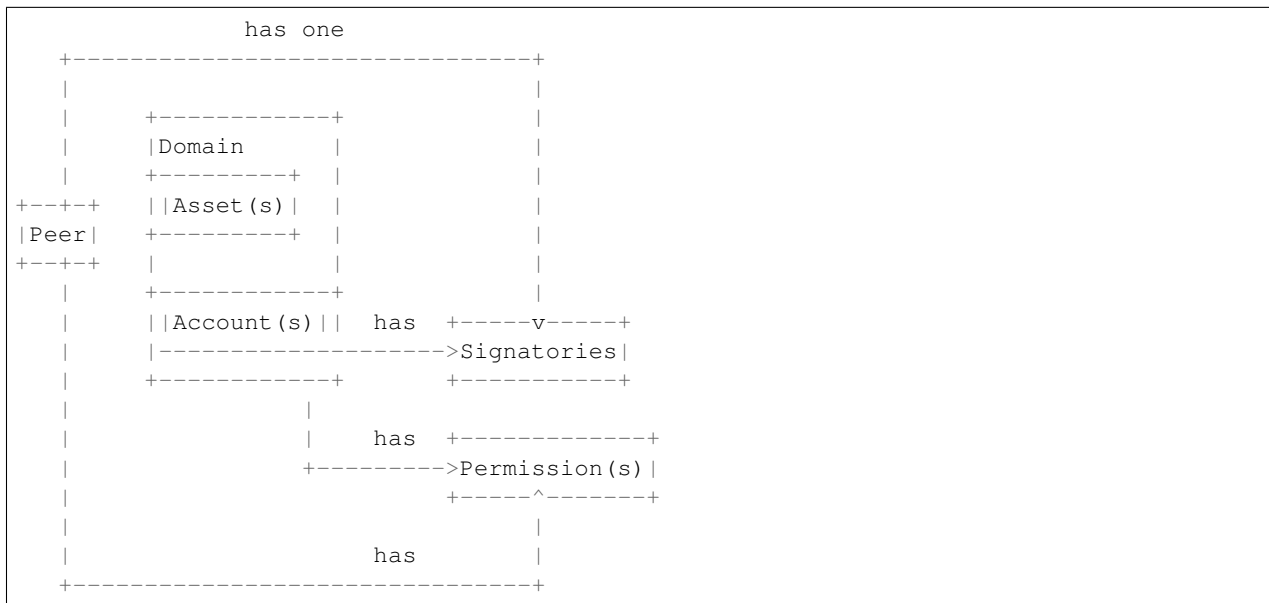 has one
+--------------------------------+
| |
| +------------+ |
| |Domain | |
| +---------+ | |
+--+-+ ||Asset(s)| | |
|Peer| +---------+ | |
+--+-+ | | |
| +------------+ |
| ||Account(s)|| has +-----v-----+
| |-------------------->Signatories|
| +------------+ +-----------+
| |
| | has +-------------+
| +--------->Permission(s)|
| +-----^-------+
| |
| has |
+--------------------------------+